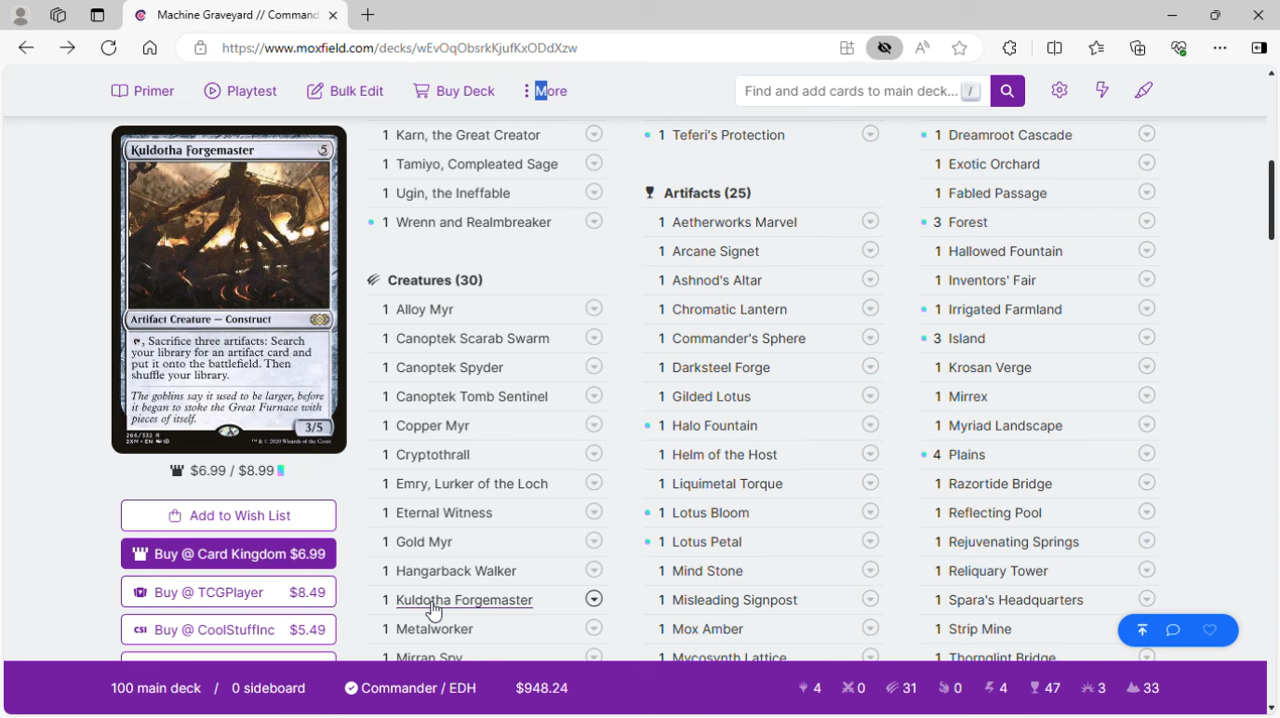 Machine Graveyard // Command
https://www.moxfield.com/decks/wEvOqObsrkKjufKxODdXzw
Primer
Playtest
Bulk Edit
Buy Deck
More
Find and add cards to main deck... /
Kuldotha Forgemaster 5
Artifact Creature — Construct
, Sacrifice three artifacts: Search
your library for an artifact card and
put it onto the battlefield. Then
shuffle your library.
The goblins say it used to be larger, before
it began to stoke the Great Furnace with
pieces of itself.
3/5
266/332 R
2XM • EN
$6.99 / $8.99
Add to Wish List
Buy @ Card Kingdom $6.99
Buy @ TCGPlayer $8.49
CSI Buy @ CoolStuffInc $5.49
1 Karn, the Great Creator
1 Tamiyo, Compleated Sage
1 Ugin, the Ineffable
1 Wrenn and Realmbreaker
Creatures (30)
1 Alloy Myr
1 Canoptek Scarab Swarm
1 Canoptek Spyder
1 Canoptek Tomb Sentinel
1 Copper Myr
1 Cryptothrall
1 Emry, Lurker of the Loch
1 Eternal Witness
1 Gold Myr
1 Hangarback Walker
1 Kuldotha Forgemaster
1 Metalworker
1 Mirran Spy
1 Teferi's Protection
Artifacts (25)
1 Aetherworks Marvel
1 Arcane Signet
1 Ashnod's Altar
1 Chromatic Lantern
1 Commander's Sphere
1 Darksteel Forge
1 Gilded Lotus
1 Halo Fountain
1 Helm of the Host
1 Liquimetal Torque
1 Lotus Bloom
1 Lotus Petal
1 Mind Stone
1 Misleading Signpost
1 Mox Amber
1 Mycosynth Lattice
1 Dreamroot Cascade
1 Exotic Orchard
1 Fabled Passage
3 Forest
1 Hallowed Fountain
1 Inventors' Fair
1 Irrigated Farmland
3 Island
1 Krosan Verge
1 Mirrex
1 Myriad Landscape
4 Plains
1 Razortide Bridge
1 Reflecting Pool
1 Rejuvenating Springs
1 Reliquary Tower
1 Spara's Headquarters
1 Strip Mine
1 Thornglint Bridge
100 main deck / 0 sideboard
Commander / EDH
$948.24
4 0 31 0 4 47 3 33